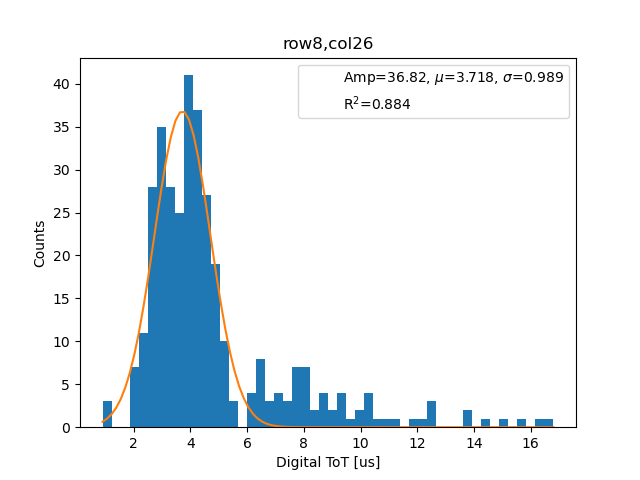 row8,col26
Amp=36.82, μ=3.718, σ=0.989
R²=0.884
40
35
30
25
20
15
10
5
0
Counts
2 4 6 8 10 12 14 16
Digital ToT [us]